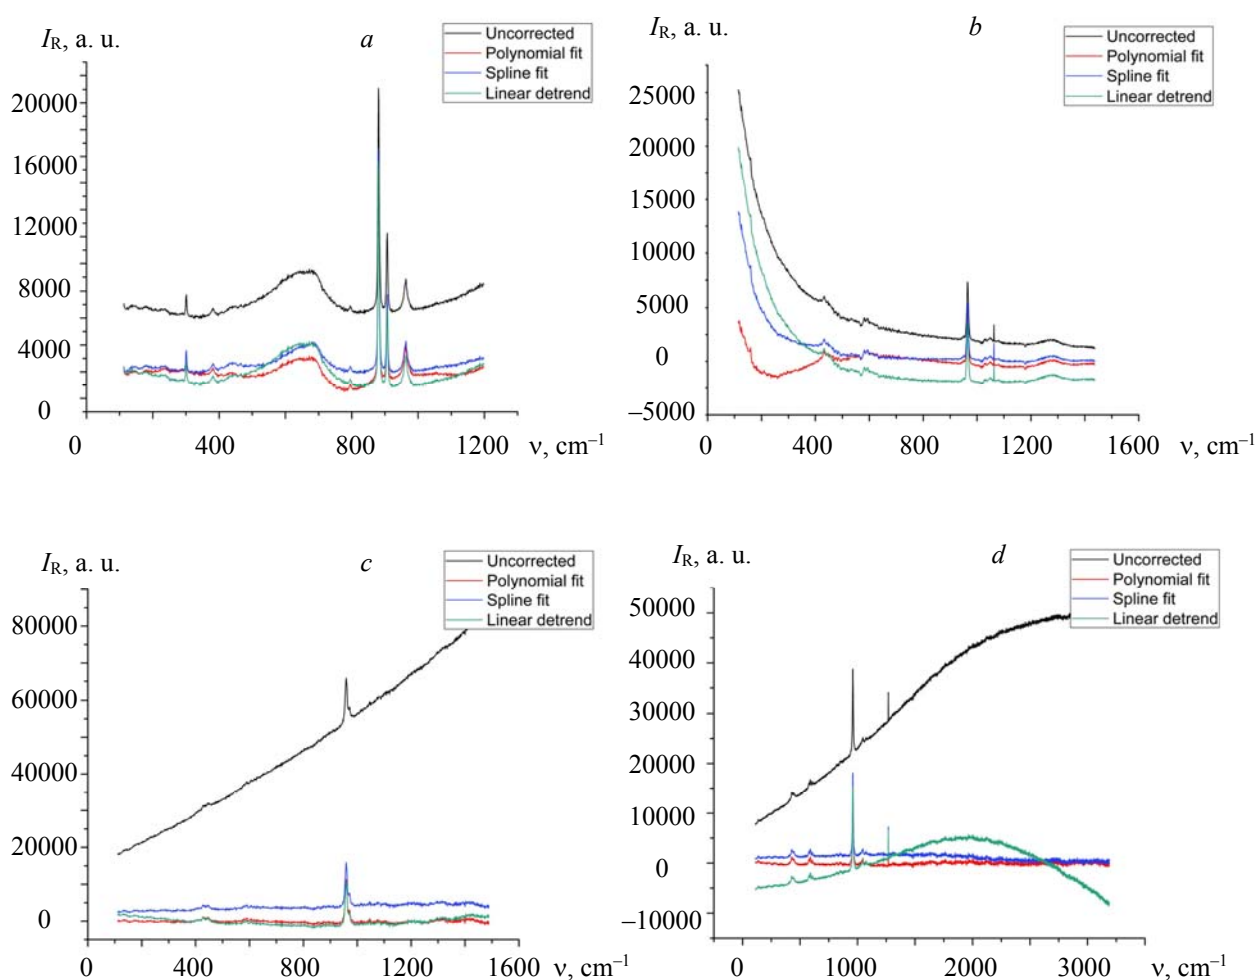 I_R, a. u.
a
Uncorrected
Polynomial fit
Spline fit
Linear detrend
20000
16000
12000
8000
4000
0
0 400 800 1200 ν, cm⁻¹
I_R, a. u.
b
Uncorrected
Polynomial fit
Spline fit
Linear detrend
25000
20000
15000
10000
5000
0
−5000
0 400 800 1200 1600 ν, cm⁻¹
I_R, a. u.
c
Uncorrected
Polynomial fit
Spline fit
Linear detrend
80000
60000
40000
20000
0
0 400 800 1200 1600 ν, cm⁻¹
I_R, a. u.
d
Uncorrected
Polynomial fit
Spline fit
Linear detrend
50000
40000
30000
20000
10000
0
−10000
0 1000 2000 3000 ν, cm⁻¹